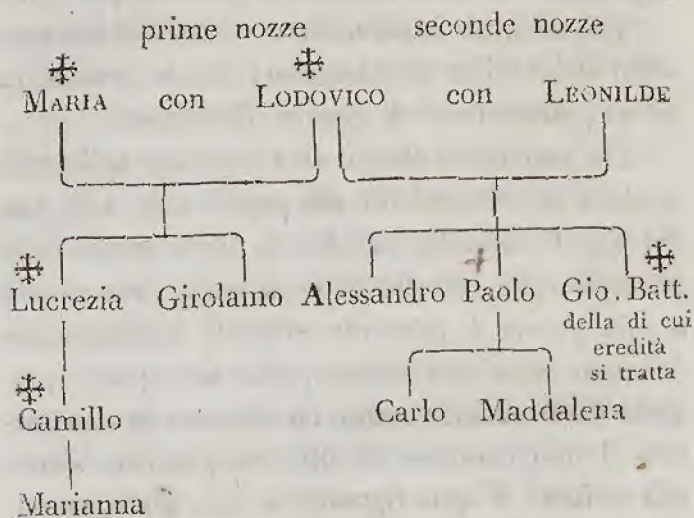 prime nozze seconde nozze
MARIA con LODOVICO con LEONILDE
Lucrezia Girolamo Alessandro Paolo Gio. Batt.
della di cui
eredità
si tratta
Camillo Carlo Maddalena
Marianna